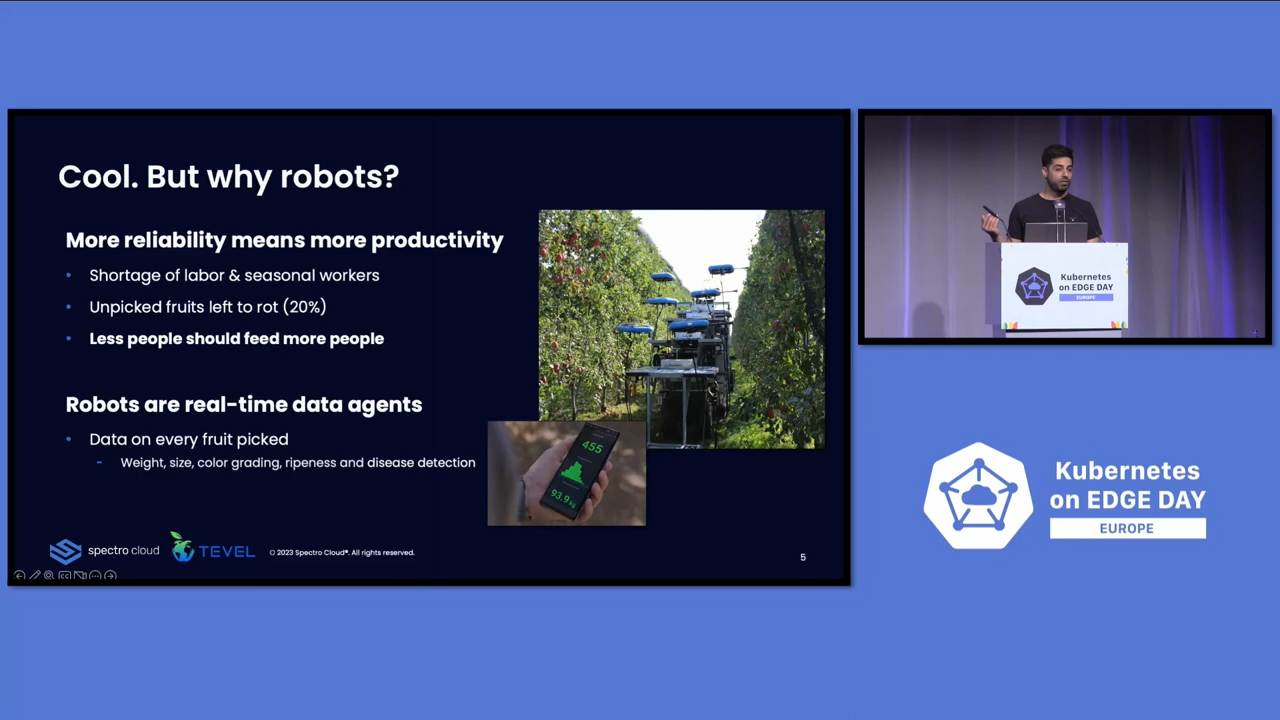 Cool. But why robots?
More reliability means more productivity
• Shortage of labor & seasonal workers
• Unpicked fruits left to rot (20%)
• Less people should feed more people
Robots are real-time data agents
• Data on every fruit picked
- Weight, size, color grading, ripeness and disease detection
455
93.9 kg
spectro cloud
TEVEL
© 2023 Spectro Cloud®. All rights reserved.
5
Kubernetes
on EDGE DAY
EUROPE
Kubernetes
on EDGE DAY
EUROPE